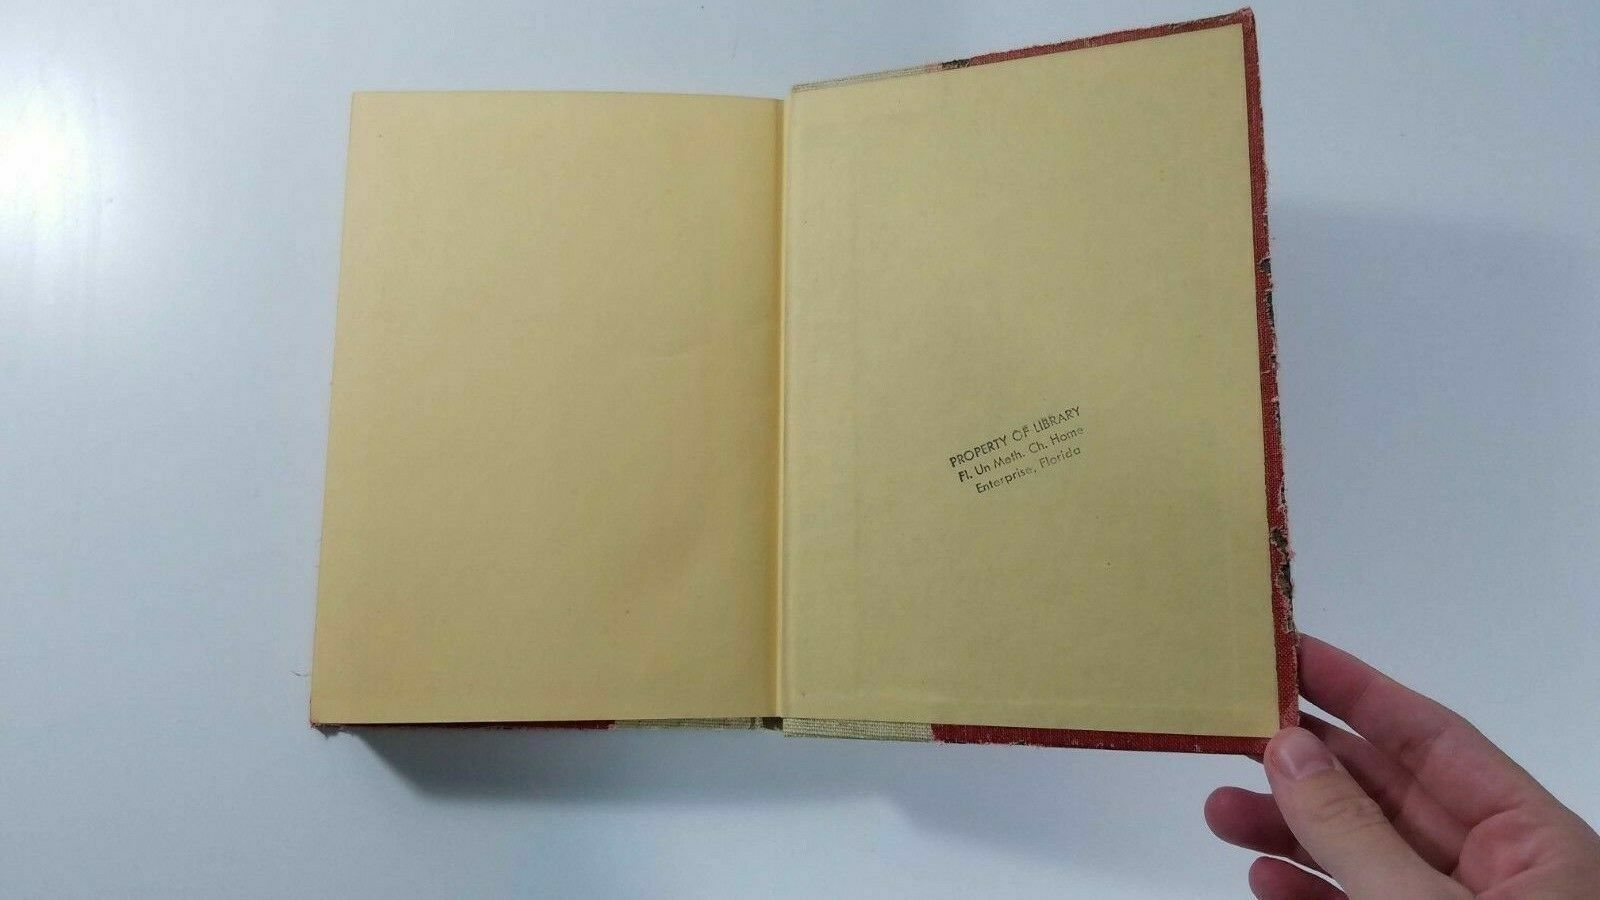 PROPERTY OF LIBRARY
Fl. Un Meth. Ch. Home
Enterprise, Florida